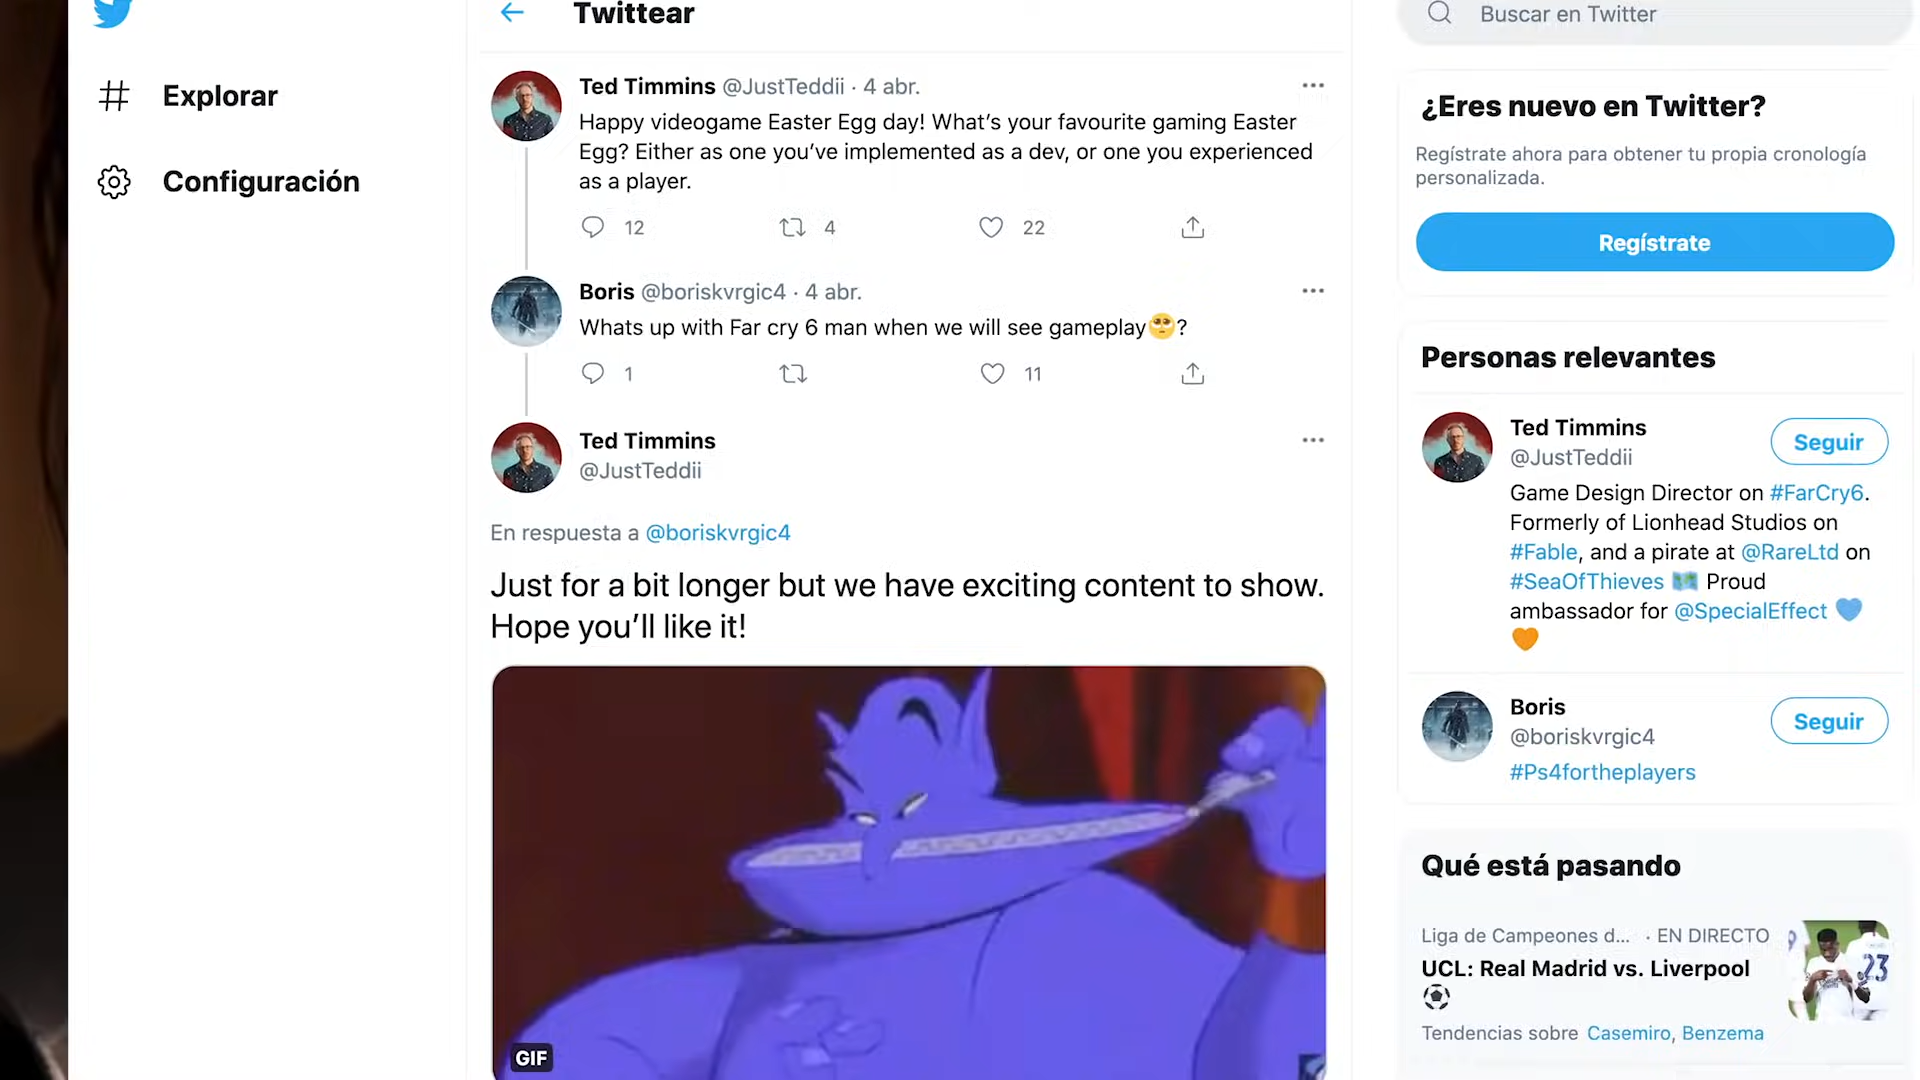 Twittear
Buscar en Twitter
Explorar
Configuración
Ted Timmins @JustTeddii · 4 abr.
Happy videogame Easter Egg day! What’s your favourite gaming Easter
Egg? Either as one you’ve implemented as a dev, or one you experienced
as a player.
12 4 22
Boris @boriskvrgic4 · 4 abr.
Whats up with Far cry 6 man when we will see gameplay🥺?
1 11
Ted Timmins
@JustTeddii
En respuesta a @boriskvrgic4
Just for a bit longer but we have exciting content to show.
Hope you’ll like it!
GIF
¿Eres nuevo en Twitter?
Regístrate ahora para obtener tu propia cronología
personalizada.
Regístrate
Personas relevantes
Ted Timmins
@JustTeddii
Seguir
Game Design Director on #FarCry6.
Formerly of Lionhead Studios on
#Fable, and a pirate at @RareLtd on
#SeaOfThieves 🗺️ Proud
ambassador for @SpecialEffect 💙
🧡
Boris
@boriskvrgic4
Seguir
#Ps4fortheplayers
Qué está pasando
Liga de Campeones d... · EN DIRECTO
UCL: Real Madrid vs. Liverpool
⚽
23
Tendencias sobre Casemiro, Benzema